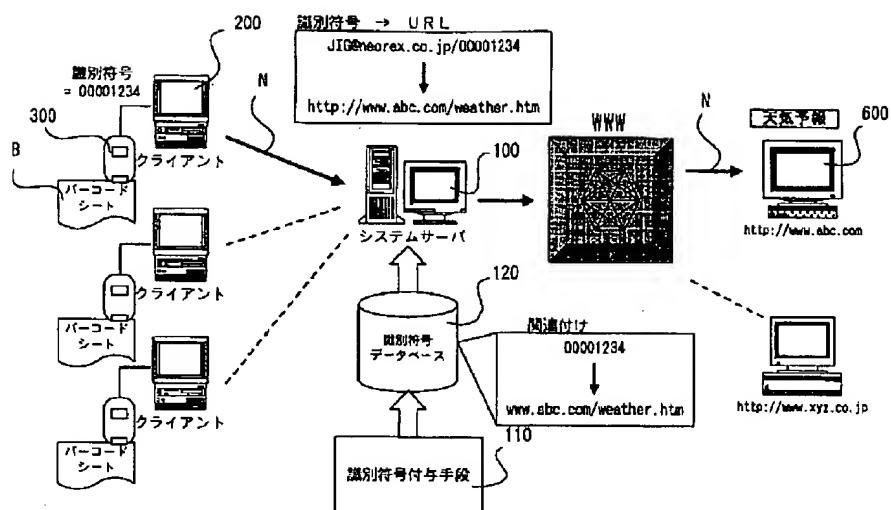 識別符号 → URL
JIG@neorex.co.jp/00001234
http://www.abc.com/weather.htm
200
識別符号
= 00001234
300
B
N
クライアント
バーコード
シート
クライアント
バーコード
シート
クライアント
バーコード
シート
100
システムサーバ
WWW
N
天気予報
600
http://www.abc.com
http://www.xyz.co.jp
120
識別符号
データベース
関連付け
00001234
www.abc.com/weather.htm
110
識別符号付与手段